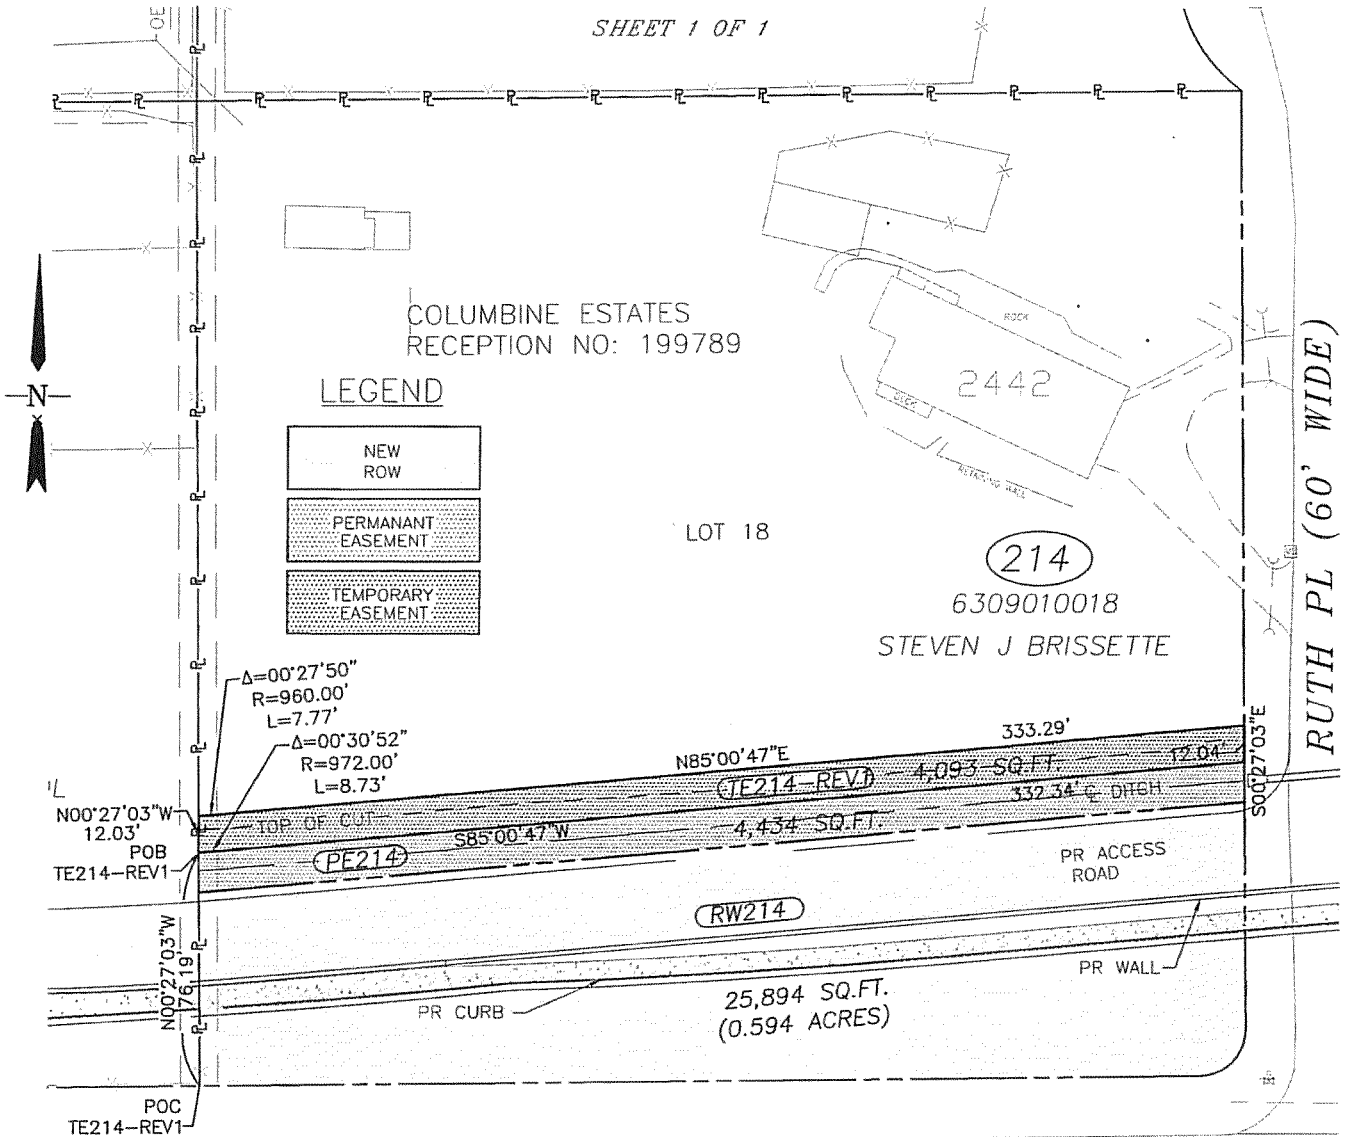 SHEET 1 OF 1
OE
COLUMBINE ESTATES
RECEPTION NO: 199789
ROCK
2442
DECK
RETAINING WALL
N
LEGEND
NEW
ROW
PERMANANT
EASEMENT
TEMPORARY
EASEMENT
LOT 18
214
6309010018
STEVEN J BRISSETTE
RUTH PL (60' WIDE)
Δ=00°27'50"
R=960.00'
L=7.77'
Δ=00°30'52"
R=972.00'
L=8.73'
N85°00'47"E
333.29'
S00°27'03"E
12.04'
TE214-REV1
4,093 SQ.FT.
332.34'
℄ DITCH
N00°27'03"W
12.03'
POB
TE214-REV1
TOP OF CUT
S85°00'47"W
4,434 SQ.FT.
PE214
PR ACCESS
ROAD
RW214
N00°27'03"W
76.19'
PR WALL
PR CURB
25,894 SQ.FT.
(0.594 ACRES)
POC
TE214-REV1